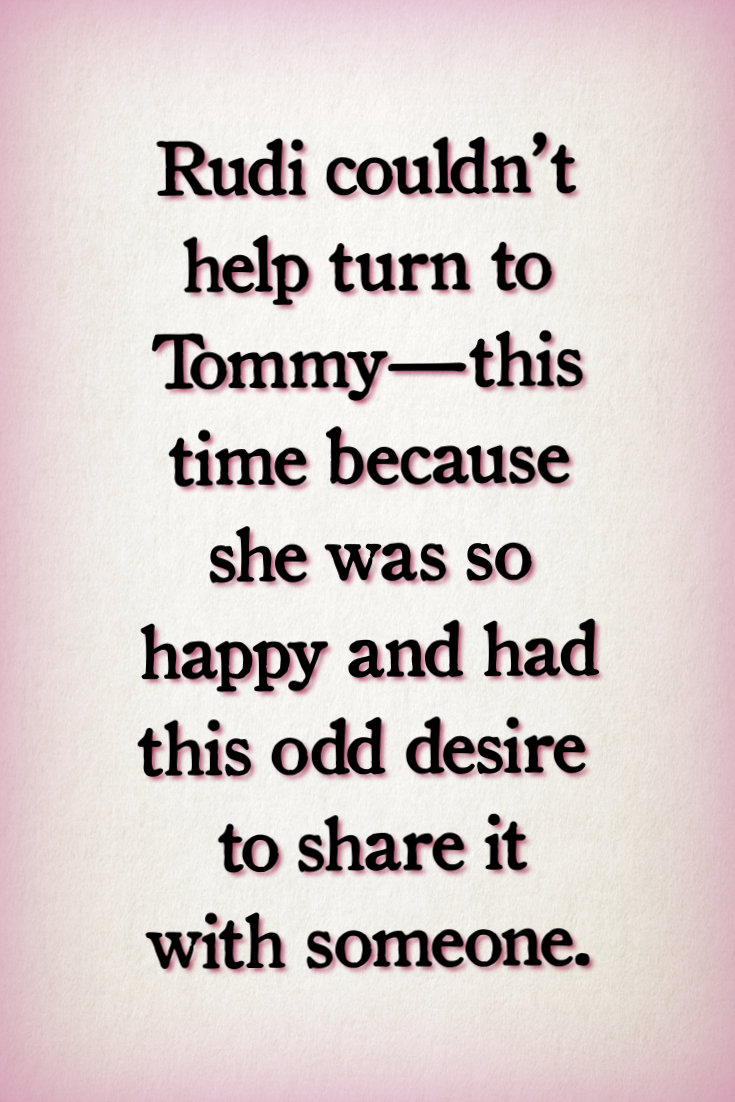 Rudi couldn’t
help turn to
Tommy—this
time because
she was so
happy and had
this odd desire
to share it
with someone.